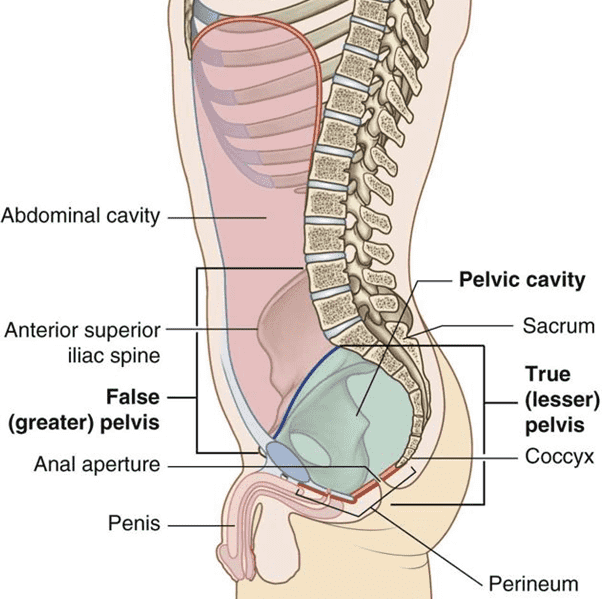 Abdominal cavity
Pelvic cavity
Anterior superior
iliac spine
Sacrum
False
(greater) pelvis
True
(lesser)
pelvis
Anal aperture
Coccyx
Penis
Perineum